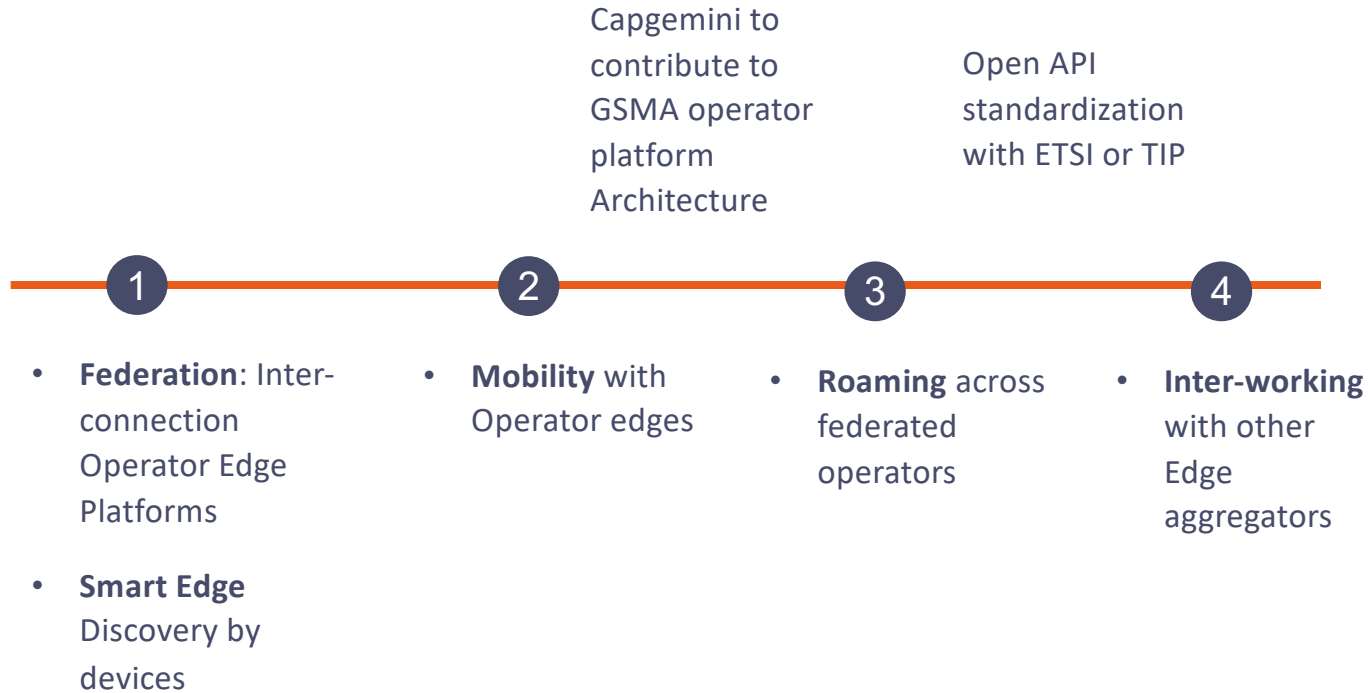 Capgemini to
contribute to
GSMA operator
platform
Architecture
Open API
standardization
with ETSI or TIP
1
2
3
4
• Federation: Inter-
connection
Operator Edge
Platforms
• Smart Edge
Discovery by
devices
• Mobility with
Operator edges
• Roaming across
federated
operators
• Inter-working
with other
Edge
aggregators